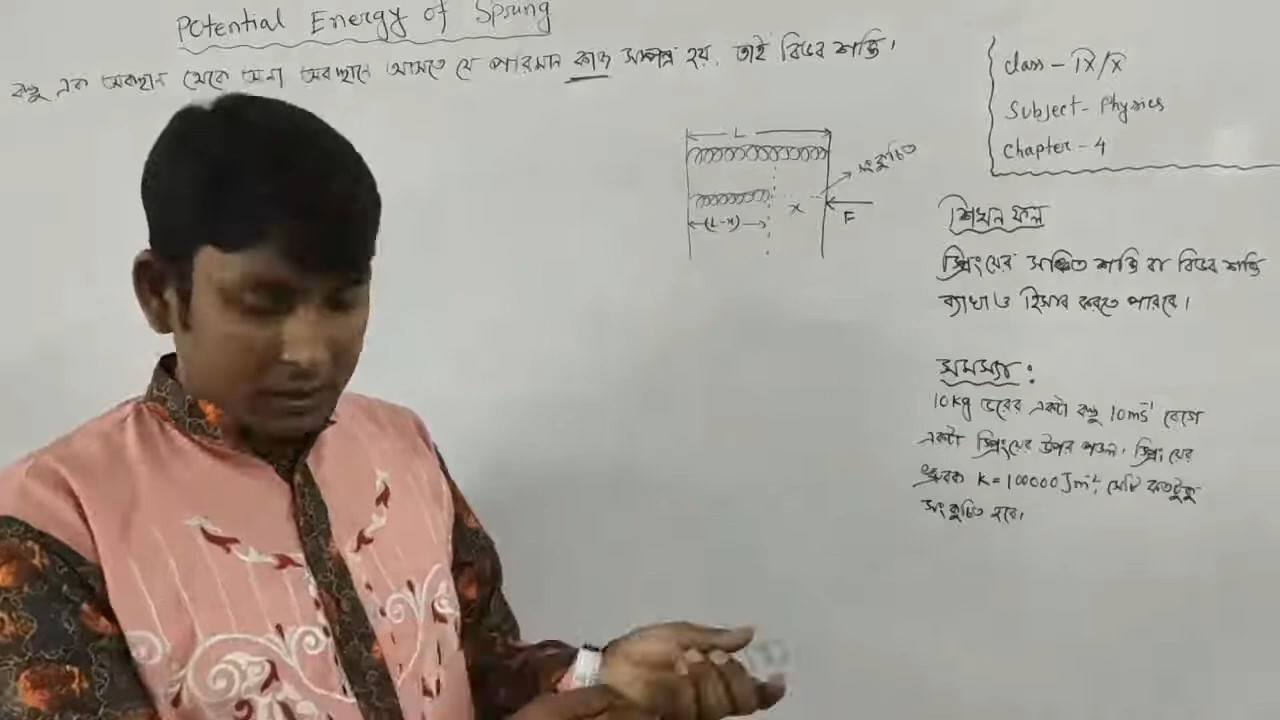 Potential Energy of Spring
বস্তু এক অবস্থান থেকে অন্য অবস্থানে আসতে যে পরিমান কাজ সম্পন্ন হয়, তাই বিভব শক্তি।
L
সংকুচিত
(L-x)
x
F
class - IX/X
Subject - Physics
Chapter - 4
শিখন ফল
স্প্রিংয়ের সঞ্চিত শক্তি বা বিভব শক্তি
ব্যাখা ও হিসাব করতে পারবে।
সমস্যা:
10kg ভরের একটা বস্তু 10ms⁻¹ বেগে
একটা স্প্রিংয়ের উপর পড়ল, স্প্রিংয়ের
ধ্রুবক K = 100000 Jm⁻², সেটি কতটুকু
সংকুচিত হবে।